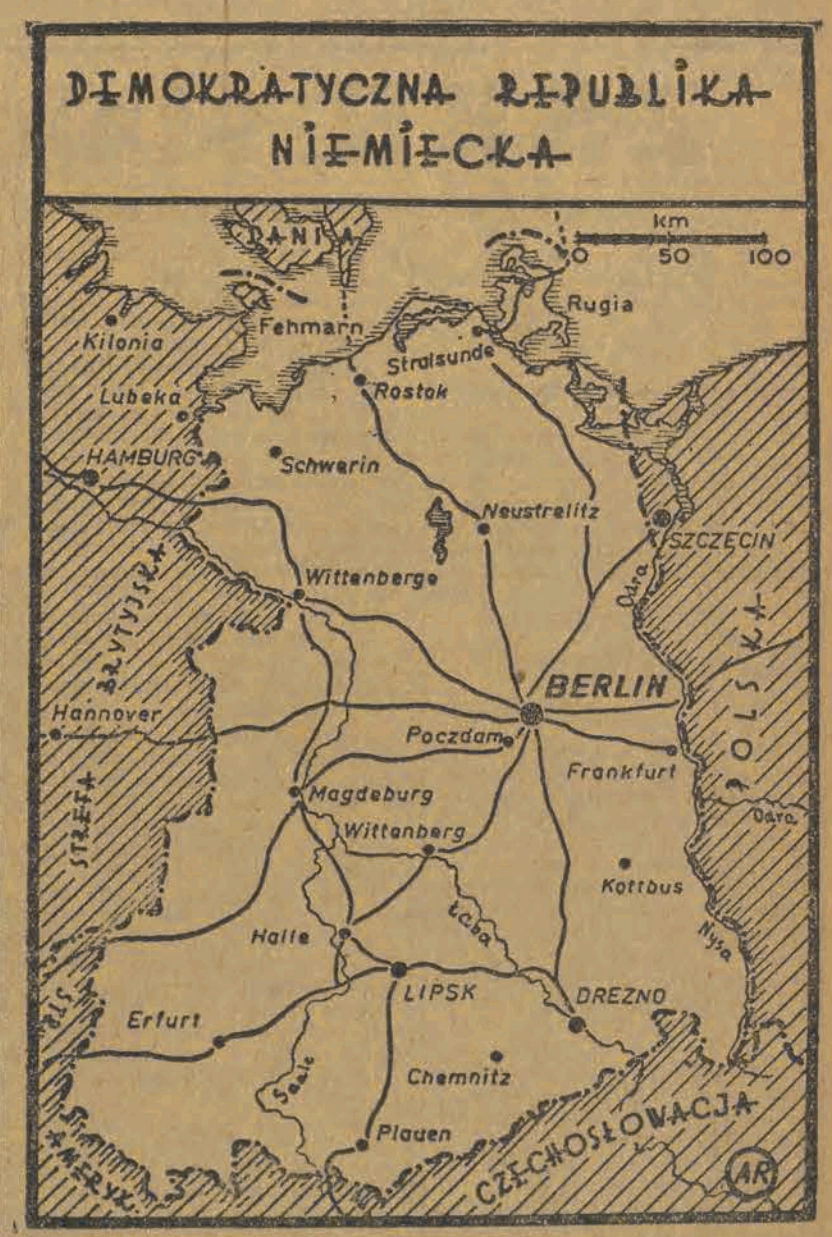 DEMOKRATYCZNA REPUBLIKA
NIEMIECKA
km
0 50 100
DANIA
Rugia
Fehmarn
Kilonia
Stralsunde
Rostok
Lubeka
HAMBURG
Schwerin
Neustrelitz
SZCZECIN
Wittenberge
Odra
STREFA BRYTYJSKA
POLSKA
BERLIN
Hannover
Poczdam
Frankfurt
Magdeburg
Odra
Wittenberg
Kottbus
Łaba
Halle
Nysa
LIPSK
DREZNO
STR.
AMERYK.
Erfurt
Saale
Chemnitz
Plauen
CZECHOSŁOWACJA
AR